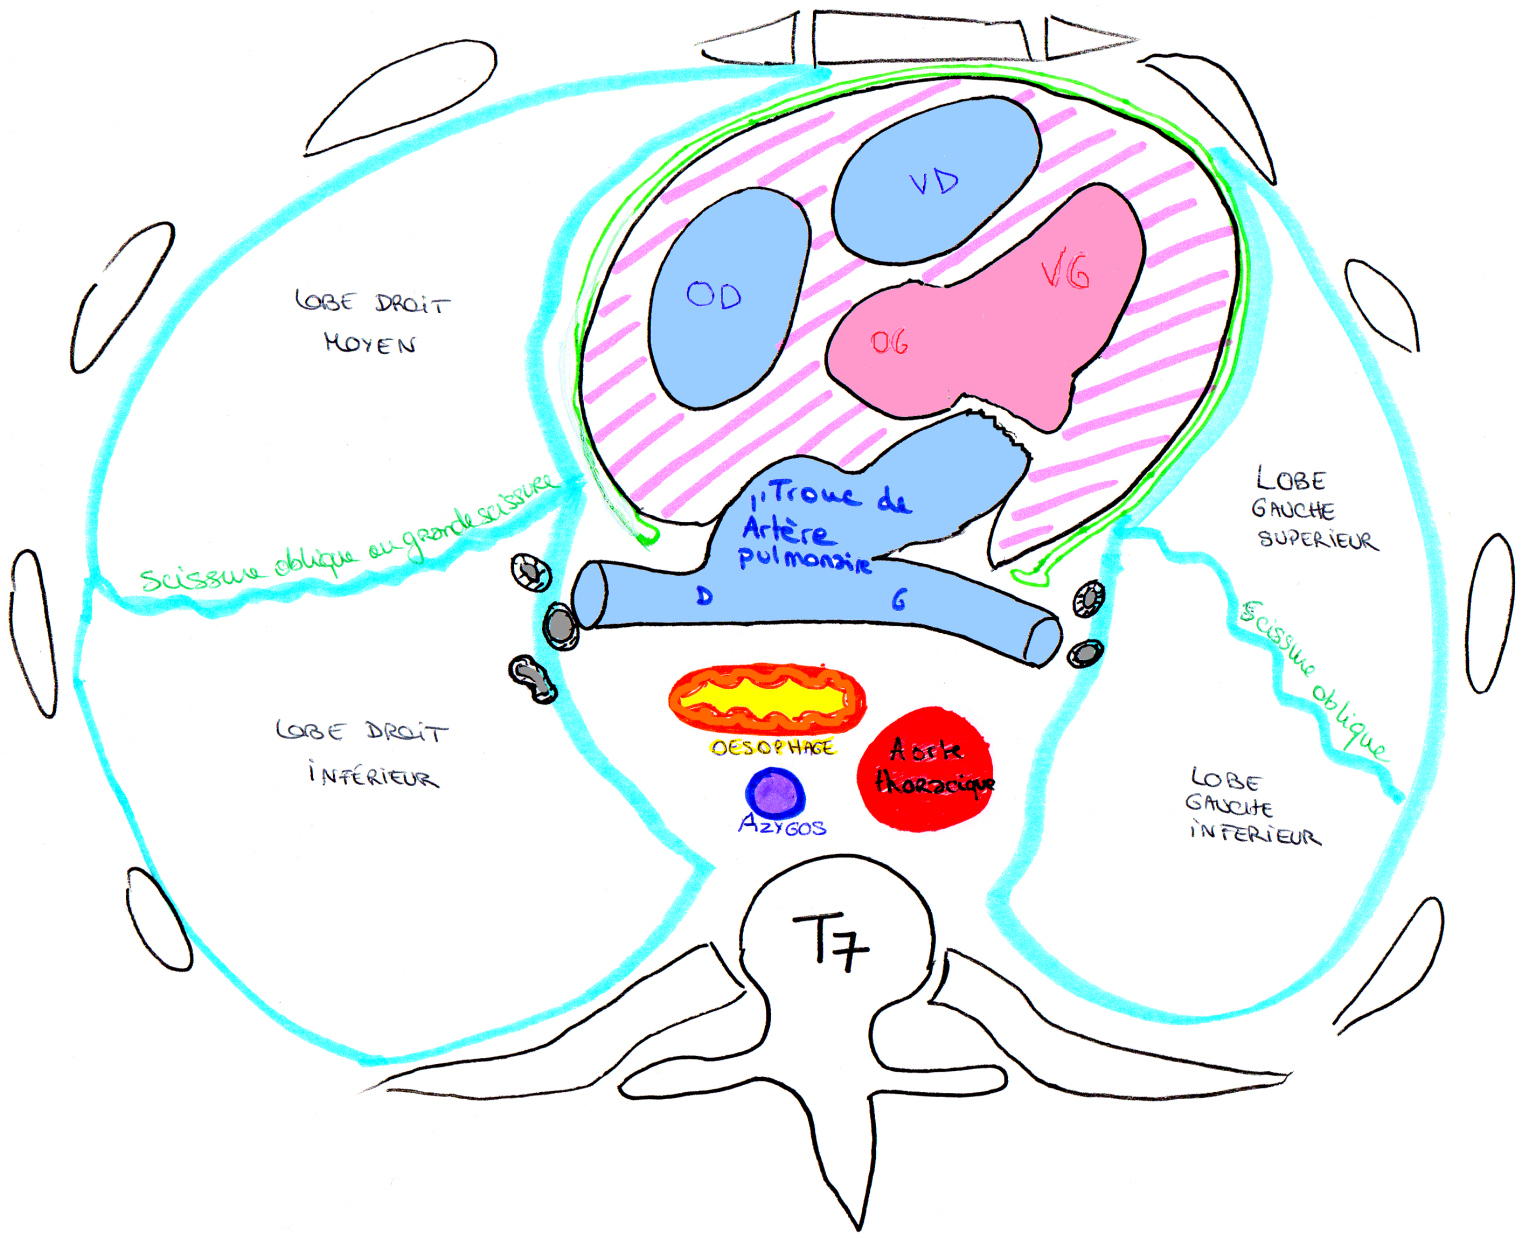 VD
VG
OD
OG
LOBE DROIT
MOYEN
Scissure oblique ou grande scissure
Tronc de
Artère
pulmonaire
D
G
LOBE
GAUCHE
SUPERIEUR
Scissure oblique
OESOPHAGE
Aorte
thoracique
AZYGOS
LOBE DROIT
INFÉRIEUR
LOBE
GAUCHE
INFERIEUR
T7